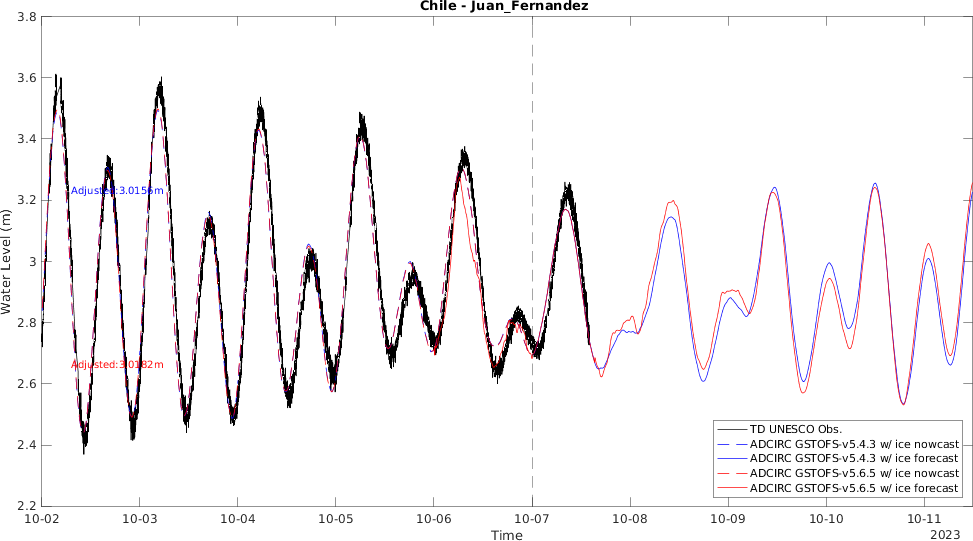 Chile - Juan_Fernandez
3.8
3.6
3.4
3.2
3
2.8
2.6
2.4
2.2
Water Level (m)
Adjusted:3.0156m
Adjusted:3.0182m
TD UNESCO Obs.
ADCIRC GSTOFS-v5.4.3 w/ ice nowcast
ADCIRC GSTOFS-v5.4.3 w/ ice forecast
ADCIRC GSTOFS-v5.6.5 w/ ice nowcast
ADCIRC GSTOFS-v5.6.5 w/ ice forecast
10-02 10-03 10-04 10-05 10-06 10-07 10-08 10-09 10-10 10-11
Time
2023